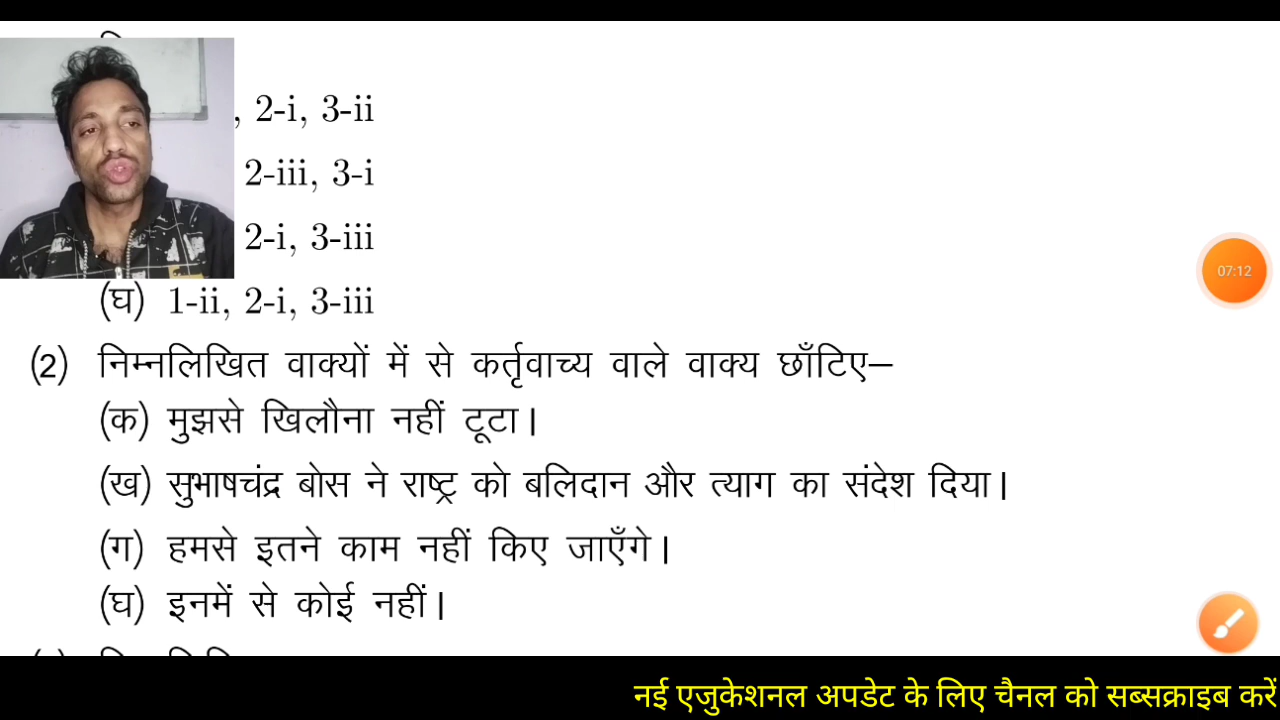 , 2-i, 3-ii
2-iii, 3-i
2-i, 3-iii
(घ) 1-ii, 2-i, 3-iii
07:12
(2) निम्नलिखित वाक्यों में से कर्तृवाच्य वाले वाक्य छाँटिए–
(क) मुझसे खिलौना नहीं टूटा।
(ख) सुभाषचंद्र बोस ने राष्ट्र को बलिदान और त्याग का संदेश दिया।
(ग) हमसे इतने काम नहीं किए जाएँगे।
(घ) इनमें से कोई नहीं।
नई एजुकेशनल अपडेट के लिए चैनल को सब्सक्राइब करें